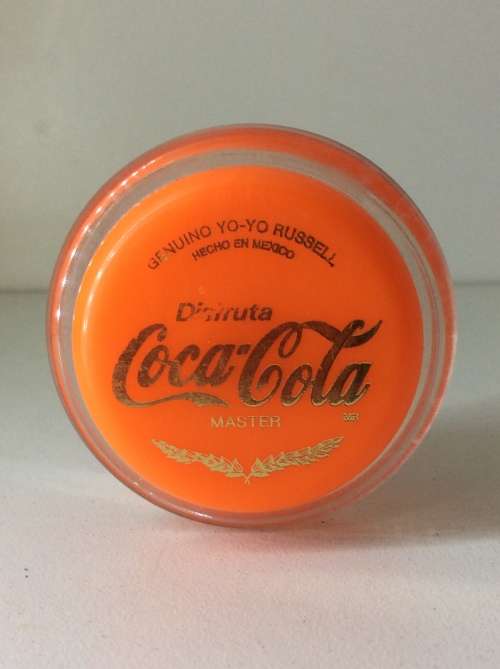 GENUINO YO-YO RUSSELL
HECHO EN MEXICO
Disfruta
Coca-Cola
MASTER